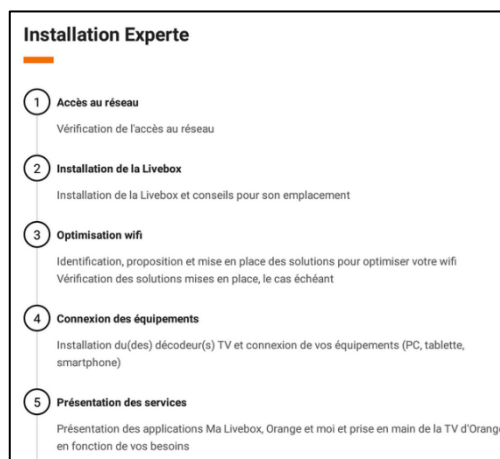 Installation Experte
1 Accès au réseau
Vérification de l'accès au réseau
2 Installation de la Livebox
Installation de la Livebox et conseils pour son emplacement
3 Optimisation wifi
Identification, proposition et mise en place des solutions pour optimiser votre wifi
Vérification des solutions mises en place, le cas échéant
4 Connexion des équipements
Installation du(des) décodeur(s) TV et connexion de vos équipements (PC, tablette,
smartphone)
5 Présentation des services
Présentation des applications Ma Livebox, Orange et moi et prise en main de la TV d'Orange
en fonction de vos besoins